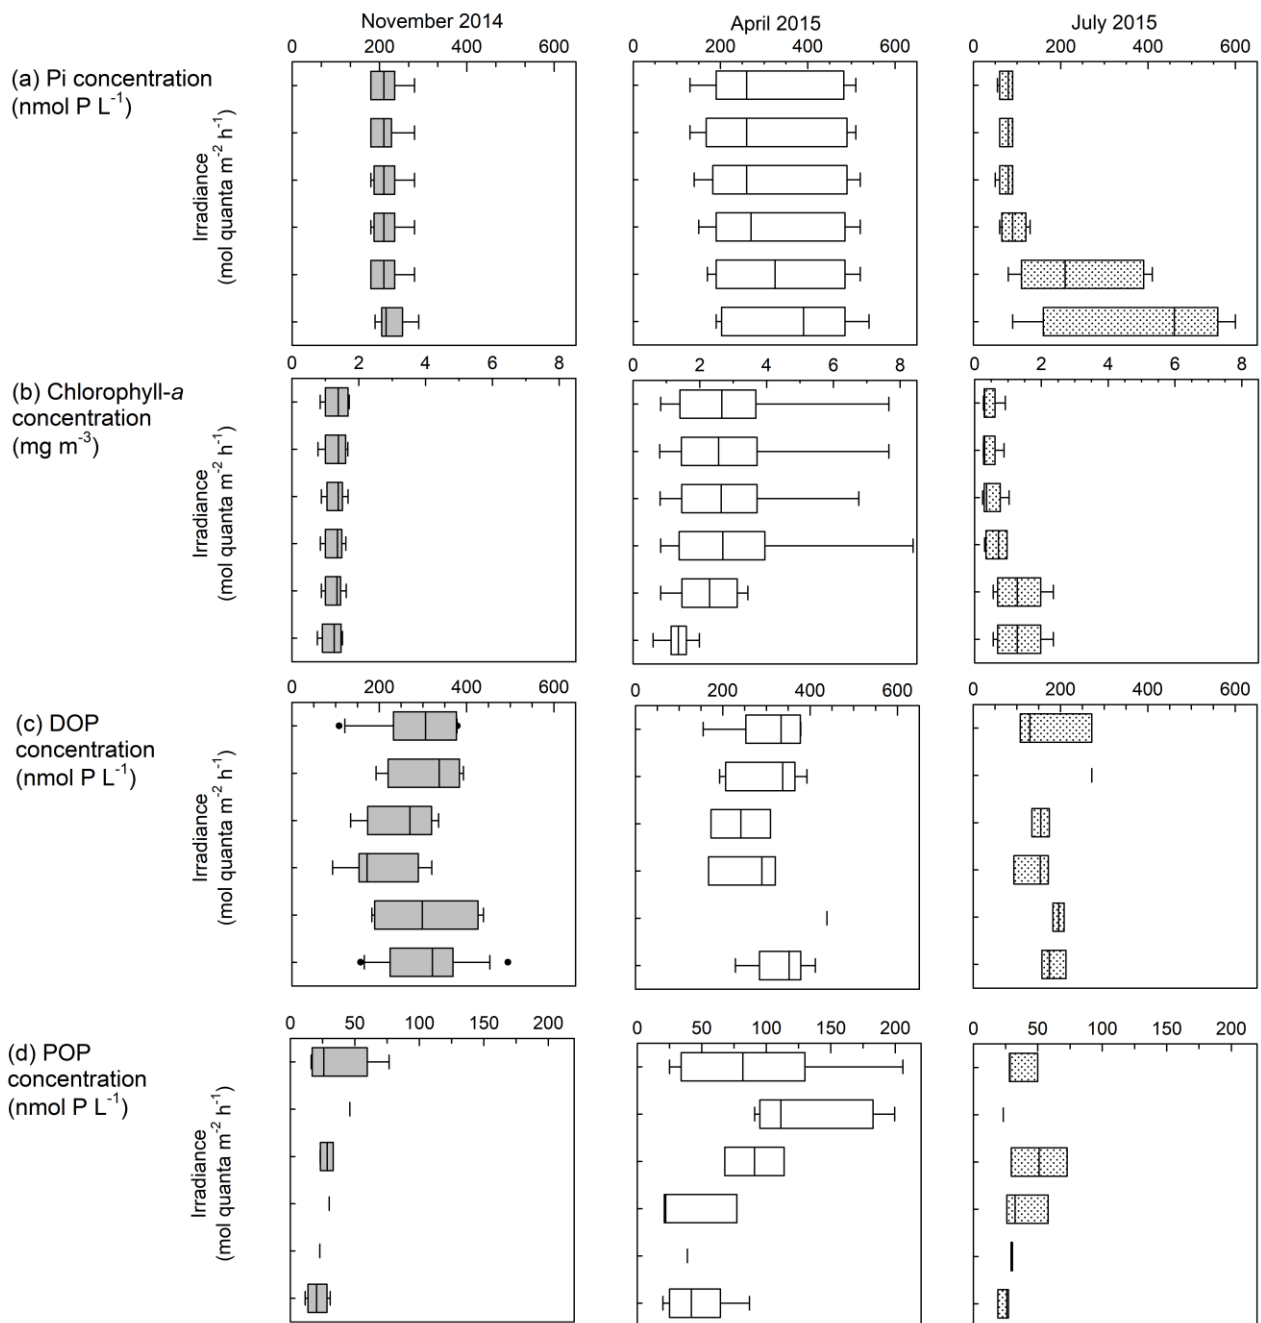 November 2014
April 2015
July 2015
0 200 400 600
0 200 400 600
0 200 400 600
(a) Pi concentration
(nmol P L⁻¹)
Irradiance
(mol quanta m⁻² h⁻¹)
0 2 4 6 8
0 2 4 6 8
0 2 4 6 8
(b) Chlorophyll-a
concentration
(mg m⁻³)
Irradiance
(mol quanta m⁻² h⁻¹)
0 200 400 600
0 200 400 600
0 200 400 600
(c) DOP
concentration
(nmol P L⁻¹)
Irradiance
(mol quanta m⁻² h⁻¹)
0 50 100 150 200
0 50 100 150 200
0 50 100 150 200
(d) POP
concentration
(nmol P L⁻¹)
Irradiance
(mol quanta m⁻² h⁻¹)